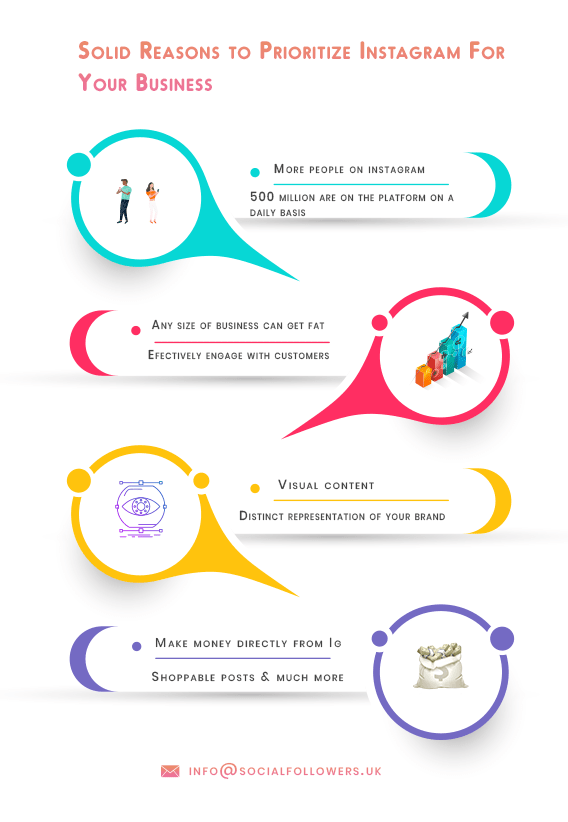 Solid Reasons to Prioritize Instagram For
Your Business
More people on instagram
500 million are on the platform on a
daily basis
Any size of business can get fat
Efectively engage with customers
Visual content
Distinct representation of your brand
Make money directly from Ig
Shoppable posts & much more
info@socialfollowers.uk